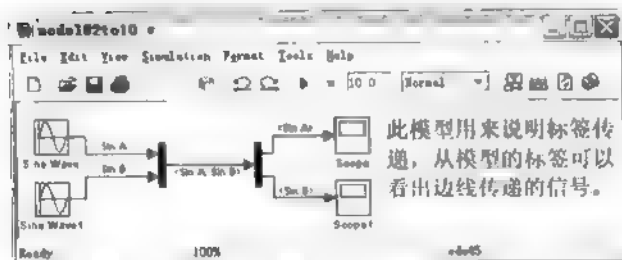 model02to10
File Edit View Simulation Format Tools Help
10.0 Normal
Sin A
<Sin A>
Sine Wave
Scope
此模型用来说明标签传
递，从模型的标签可以
看出边线传递的信号。
Sin B
<Sin A, Sin B>
<Sin B>
Sine Wave1
Scope1
Ready 100% ode45